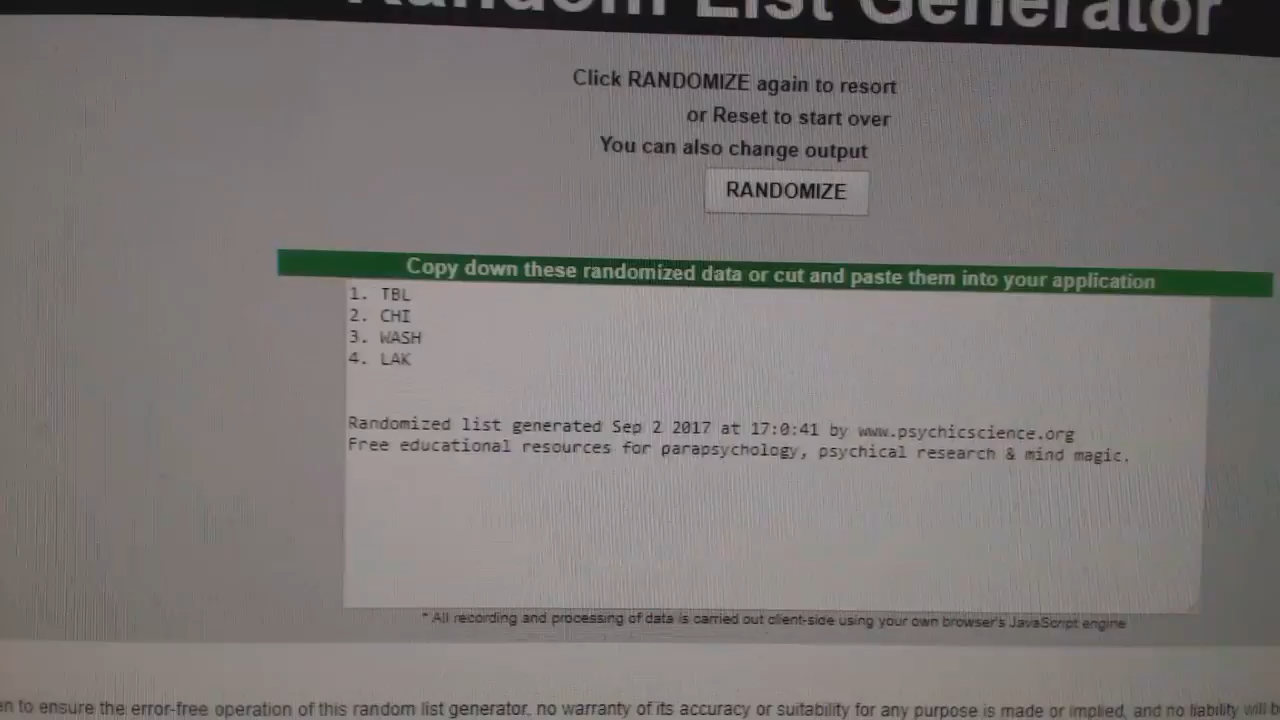 Random List Generator
Click RANDOMIZE again to resort
or Reset to start over
You can also change output
RANDOMIZE
Copy down these randomized data or cut and paste them into your application
1. TBL
2. CHI
3. WASH
4. LAK
Randomized list generated Sep 2 2017 at 17:0:41 by www.psychicscience.org
Free educational resources for parapsychology, psychical research & mind magic.
* All recording and processing of data is carried out client-side using your own browser's JavaScript engine
to ensure the error-free operation of this random list generator, no warranty of its accuracy or suitability for any purpose is made or implied, and no liability will